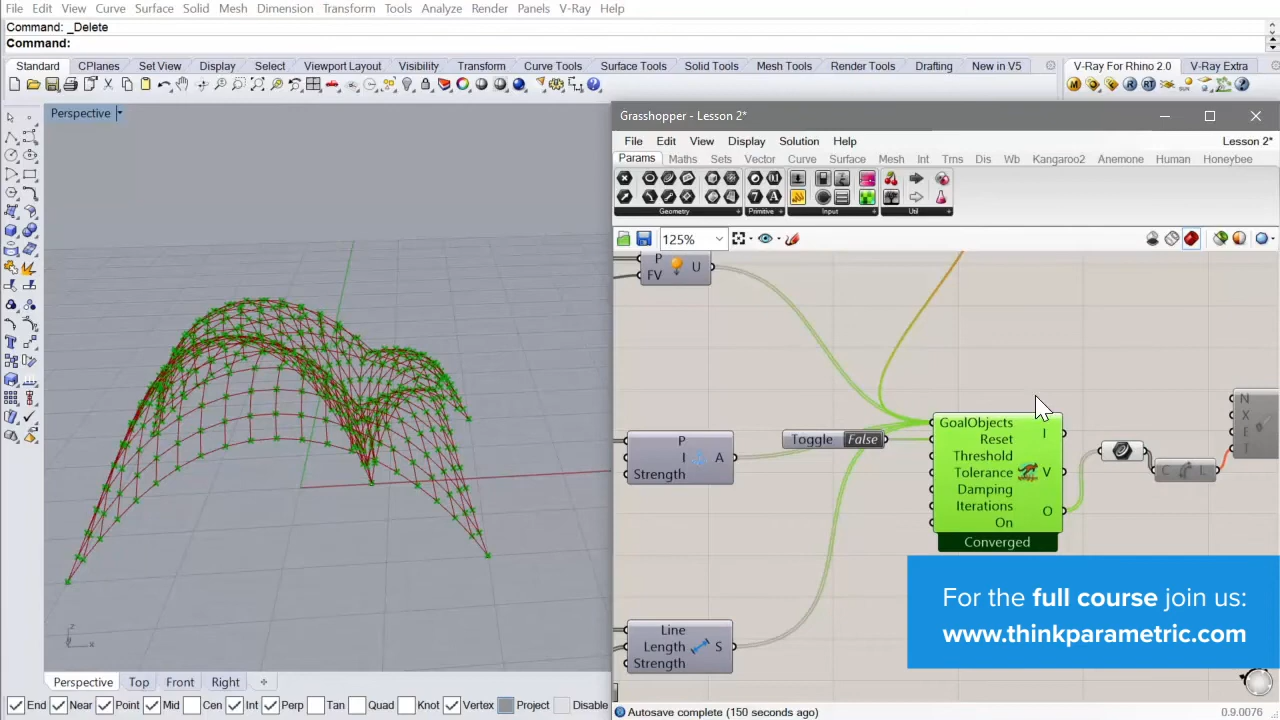 File Edit View Curve Surface Solid Mesh Dimension Transform Tools Analyze Render Panels V-Ray Help
Command: _Delete
Command:
Standard CPlanes Set View Display Select Viewport Layout Visibility Transform Curve Tools Surface Tools Solid Tools Mesh Tools Render Tools Drafting New in V5 V-Ray For Rhino 2.0 V-Ray Extra
Perspective
Grasshopper - Lesson 2*
File Edit View Display Solution Help Lesson 2*
Params Maths Sets Vector Curve Surface Mesh Int Trns Dis Wb Kangaroo2 Anemone Human Honeybee
Geometry Primitive Input Util
125%
P
FV U
P
I A
Strength
Toggle False
GoalObjects
Reset I
Threshold
Tolerance V
Damping
Iterations O
On
Converged
C L
N
X
E
F
Line
Length S
Strength
For the full course join us:
www.thinkparametric.com
z
x
Perspective Top Front Right
End Near Point Mid Cen Int Perp Tan Quad Knot Vertex Project Disable
Autosave complete (150 seconds ago) 0.9.0076